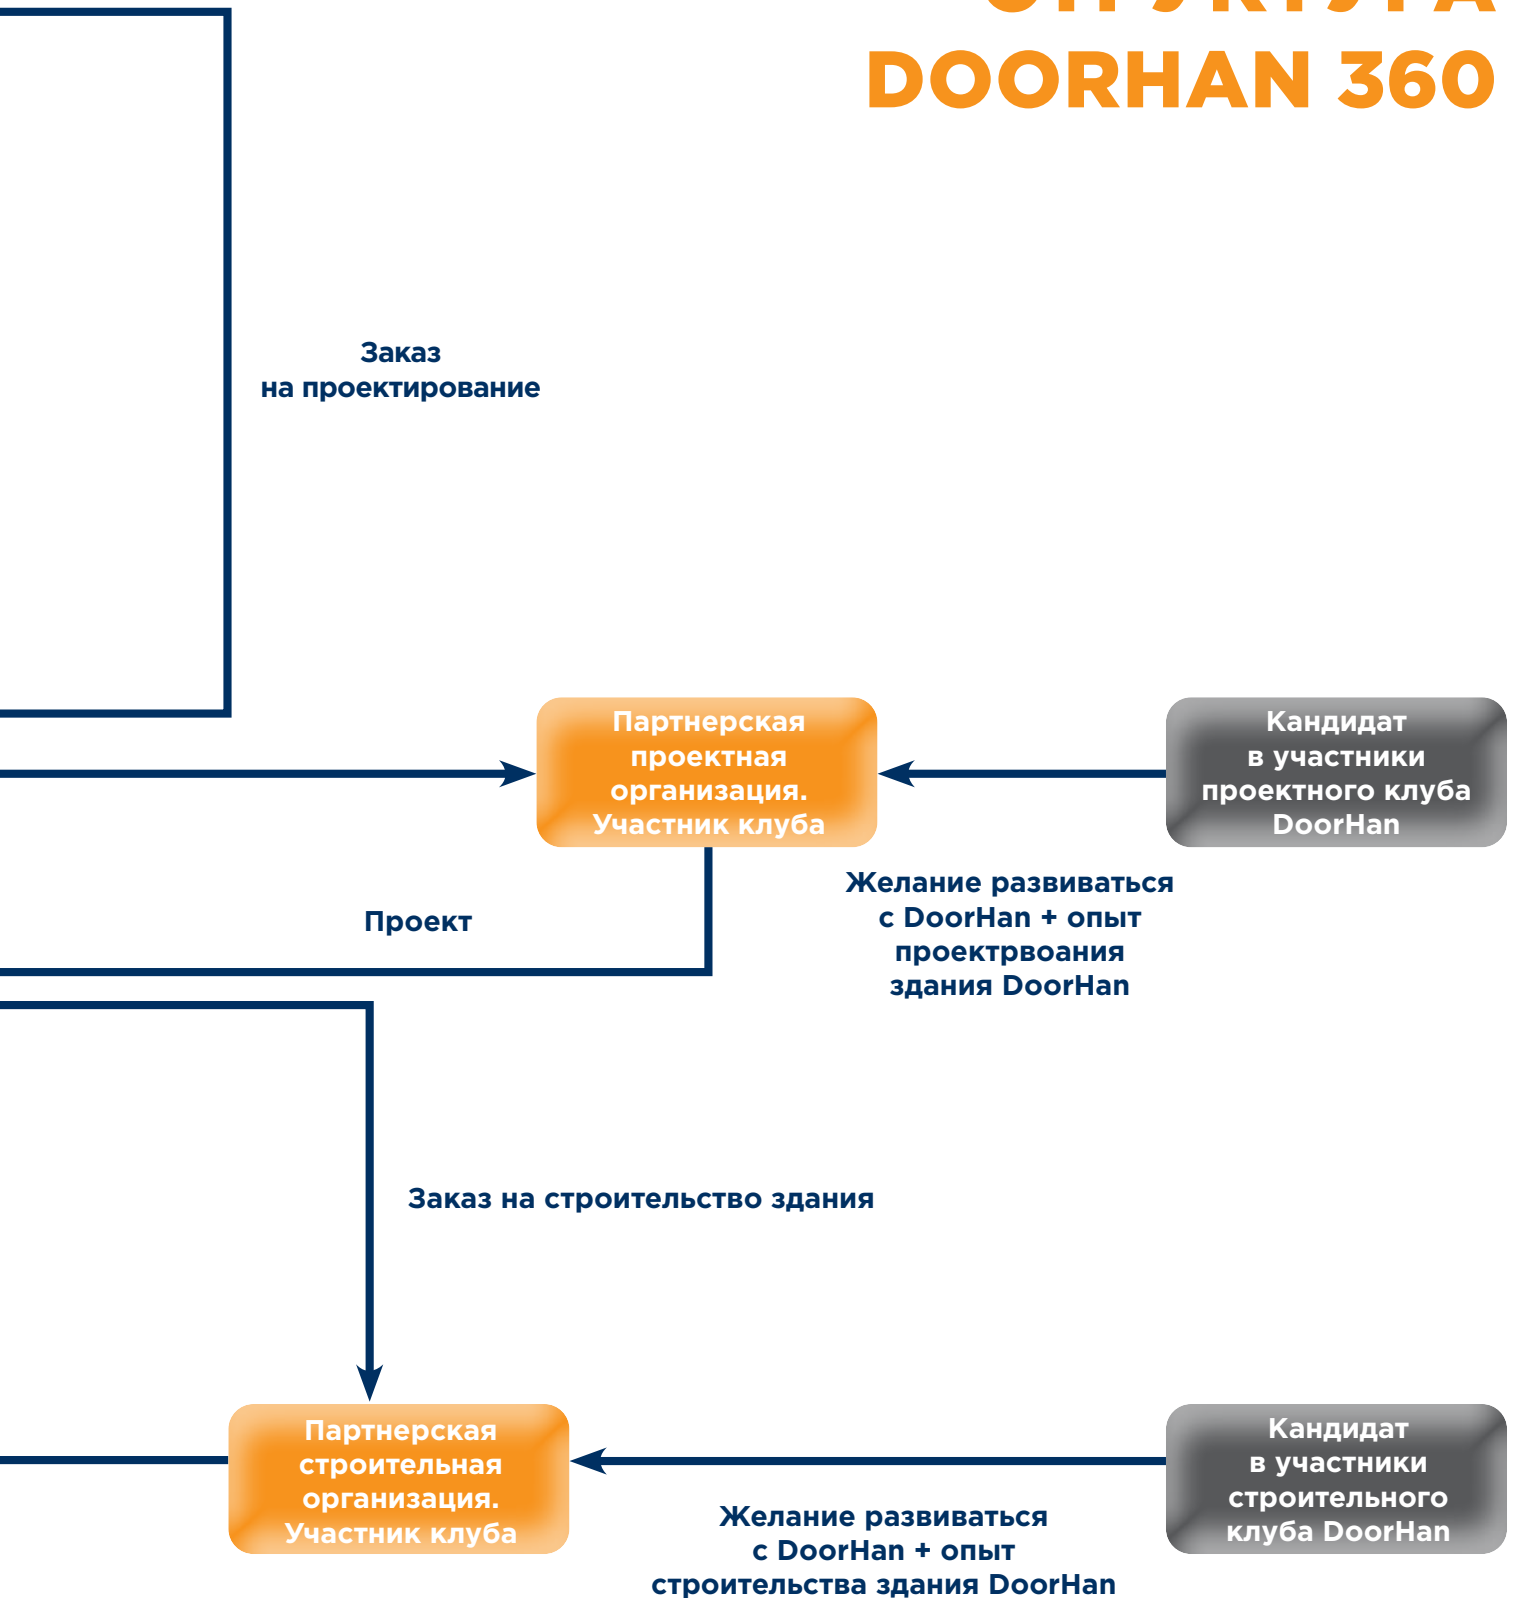 СТРУКТУРА
DOORHAN 360
Заказ
на проектирование
Партнерская
проектная
организация.
Участник клуба
Кандидат
в участники
проектного клуба
DoorHan
Желание развиваться
с DoorHan + опыт
проектрвоания
здания DoorHan
Проект
Заказ на строительство здания
Партнерская
строительная
организация.
Участник клуба
Кандидат
в участники
строительного
клуба DoorHan
Желание развиваться
с DoorHan + опыт
строительства здания DoorHan